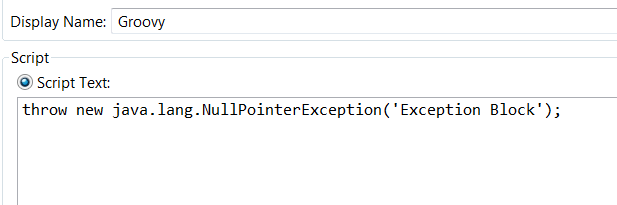 Display Name: Groovy
Script
Script Text:
throw new java.lang.NullPointerException('Exception Block');